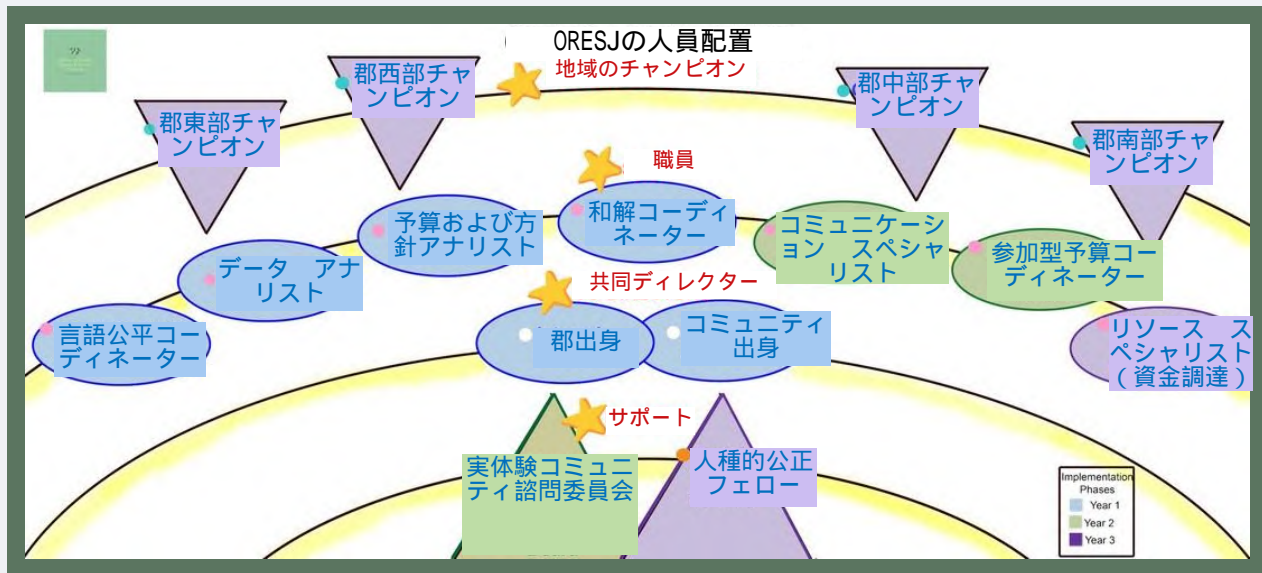 ORESJの人員配置
地域のチャンピオン
郡西部チャ
ンピオン
郡中部チャ
ンピオン
郡東部チャ
ンピオン
郡南部チャ
ンピオン
職員
予算および方
針アナリスト
和解コーディ
ネーター
コミュニケーシ
ョン スペシャ
リスト
参加型予算コー
ディネーター
データ アナ
リスト
言語公平コー
ディネーター
リソース ス
ペシャリスト
(資金調達)
共同ディレクター
郡出身
コミュニティ
出身
サポート
実体験コミュニ
ティ諮問委員会
人種的公正
フェロー
Implementation
Phases
Year 1
Year 2
Year 3